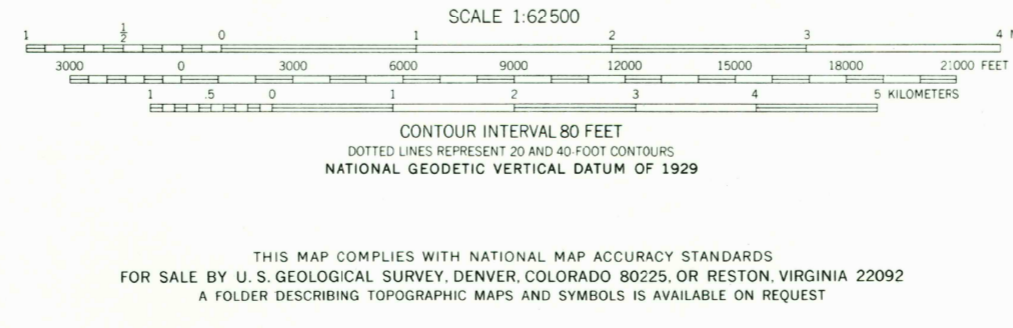 SCALE 1:62500
1 ½ 0 1 2 3 4
3000 0 3000 6000 9000 12000 15000 18000 21000 FEET
1 .5 0 1 2 3 4 5 KILOMETERS
CONTOUR INTERVAL 80 FEET
DOTTED LINES REPRESENT 20 AND 40-FOOT CONTOURS
NATIONAL GEODETIC VERTICAL DATUM OF 1929
THIS MAP COMPLIES WITH NATIONAL MAP ACCURACY STANDARDS
FOR SALE BY U. S. GEOLOGICAL SURVEY, DENVER, COLORADO 80225, OR RESTON, VIRGINIA 22092
A FOLDER DESCRIBING TOPOGRAPHIC MAPS AND SYMBOLS IS AVAILABLE ON REQUEST